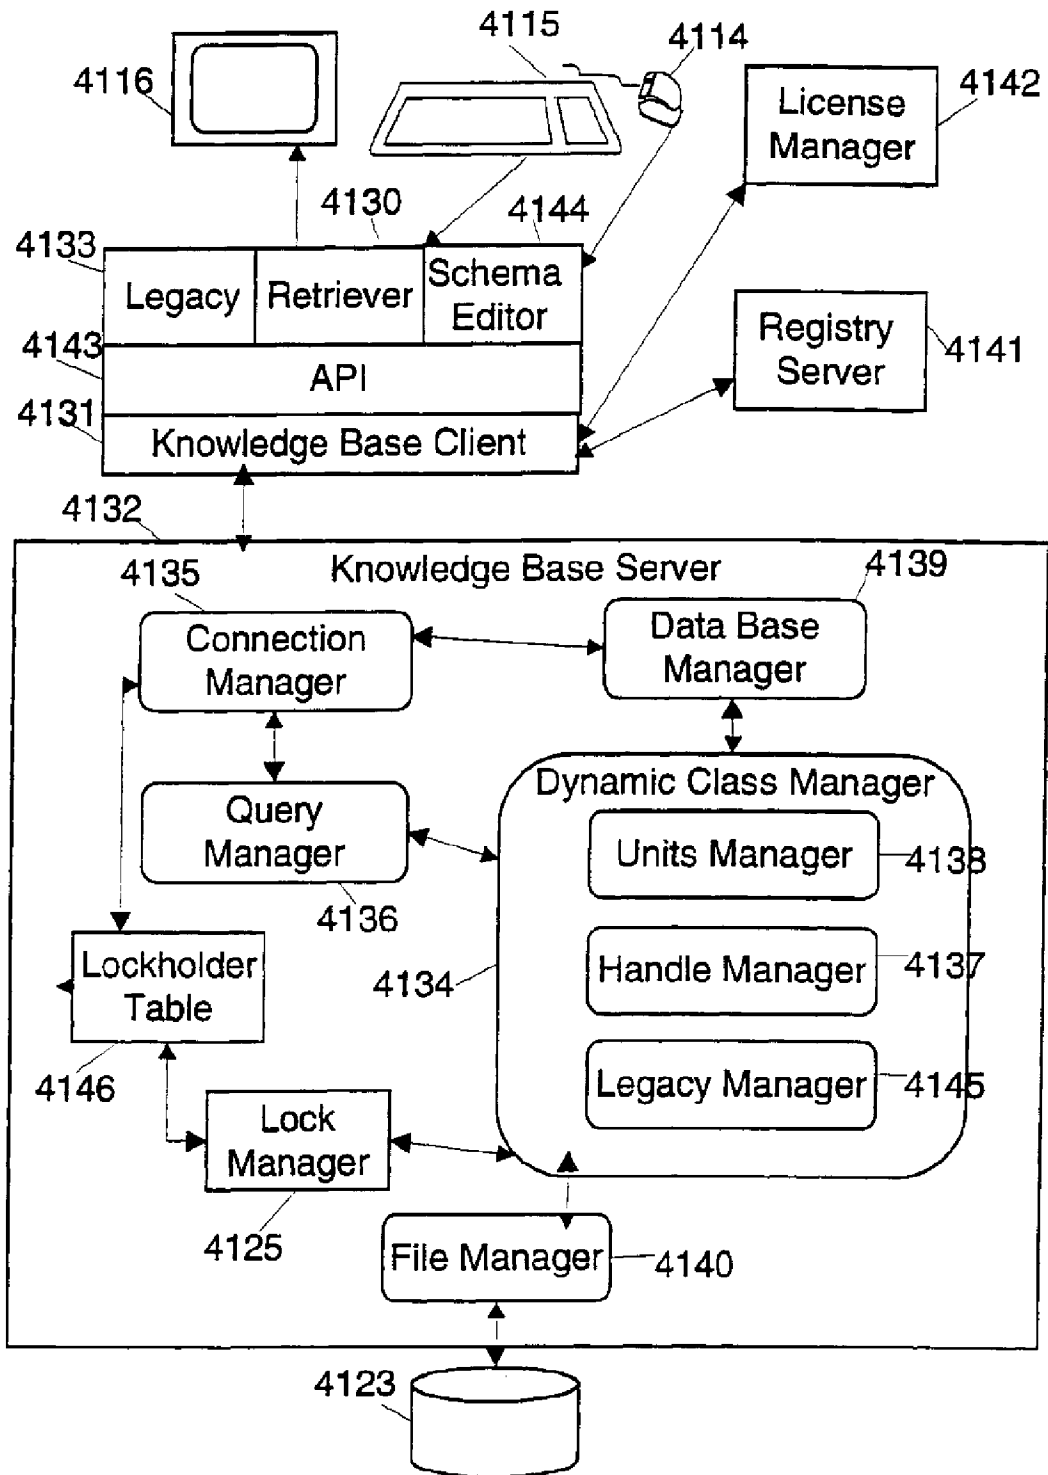 4115
4114
4116
License
Manager
4142
4130
4144
4133
Legacy
Retriever
Schema
Editor
Registry
Server
4141
4143
API
4131
Knowledge Base Client
4132
Knowledge Base Server
4135
4139
Connection
Manager
Data Base
Manager
Dynamic Class Manager
Query
Manager
Units Manager
4138
4136
Lockholder
Table
4134
Handle Manager
4137
4146
Legacy Manager
4145
Lock
Manager
4125
File Manager
4140
4123